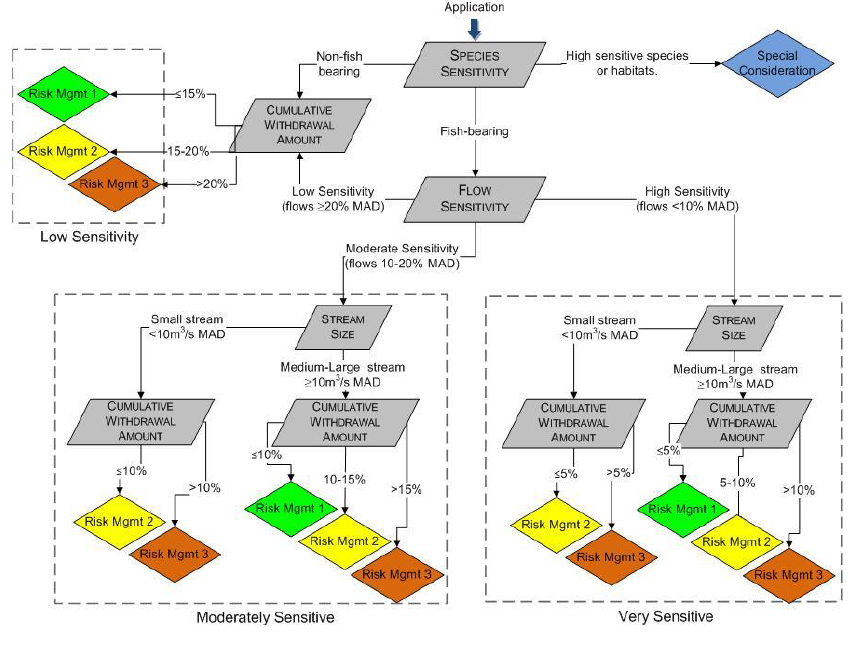 Application
SPECIES
SENSITIVITY
Non-fish
bearing
High sensitive species
or habitats.
Special
Consideration
Risk Mgmt 1
≤15%
CUMULATIVE
WITHDRAWAL
AMOUNT
Risk Mgmt 2
15-20%
Risk Mgmt 3
>20%
Low Sensitivity
Fish-bearing
FLOW
SENSITIVITY
Low Sensitivity
(flows ≥20% MAD)
High Sensitivity
(flows <10% MAD)
Moderate Sensitivity
(flows 10-20% MAD)
STREAM
SIZE
Small stream
<10m³/s MAD
Medium-Large stream
≥10m³/s MAD
CUMULATIVE
WITHDRAWAL
AMOUNT
CUMULATIVE
WITHDRAWAL
AMOUNT
≤10%
>10%
≤10%
10-15%
>15%
Risk Mgmt 2
Risk Mgmt 3
Risk Mgmt 1
Risk Mgmt 2
Risk Mgmt 3
Moderately Sensitive
STREAM
SIZE
Small stream
<10m³/s MAD
Medium-Large stream
≥10m³/s MAD
CUMULATIVE
WITHDRAWAL
AMOUNT
CUMULATIVE
WITHDRAWAL
AMOUNT
≤5%
>5%
≤5%
5-10%
>10%
Risk Mgmt 2
Risk Mgmt 3
Risk Mgmt 1
Risk Mgmt 2
Risk Mgmt 3
Very Sensitive